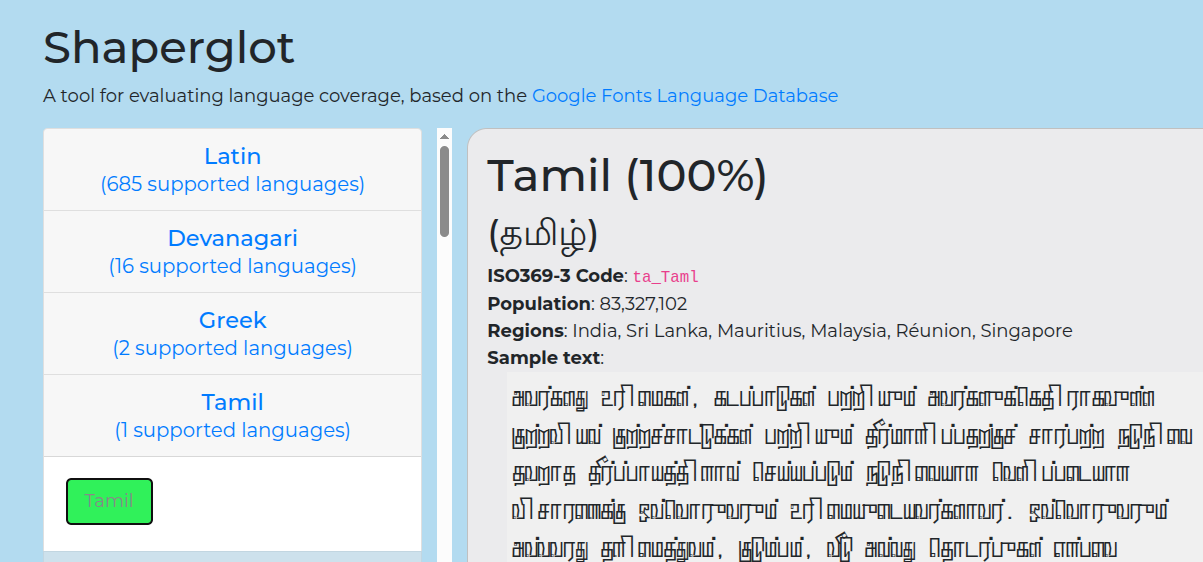 Shaperglot
A tool for evaluating language coverage, based on the Google Fonts Language Database
Latin
(685 supported languages)
Devanagari
(16 supported languages)
Greek
(2 supported languages)
Tamil
(1 supported languages)
Tamil
Tamil (100%)
(தமிழ்)
ISO369-3 Code: ta_Taml
Population: 83,327,102
Regions: India, Sri Lanka, Mauritius, Malaysia, Réunion, Singapore
Sample text:
அவர்களது உரிமைகள், கடப்பாடுகள் பற்றியும் அவர்களுக்கெதிராகவுள்ள
குற்றவியல் குற்றச்சாட்டுக்கள் பற்றியும் தீர்மானிப்பதற்குச் சார்பற்ற நடுநிலை
தவறாத தீர்ப்பாயத்தினால் செய்யப்படும் நடுநிலையான வெளிப்படையான
விசாரணைக்கு ஒவ்வொருவரும் உரிமையுடையவர்களாவர். ஒவ்வொருவரும்
அவ்வவரது தனிமைத்துவம், குடும்பம், வீடு அல்லது தொடர்புகள் என்பவை